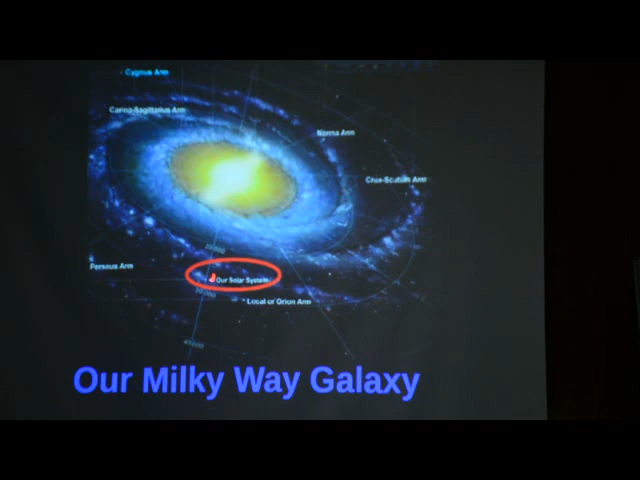 Cygnus Arm
Carina-Sagittarius Arm
Norma Arm
Crux-Scutum Arm
Perseus Arm
Our Solar System
Local or Orion Arm
Our Milky Way Galaxy